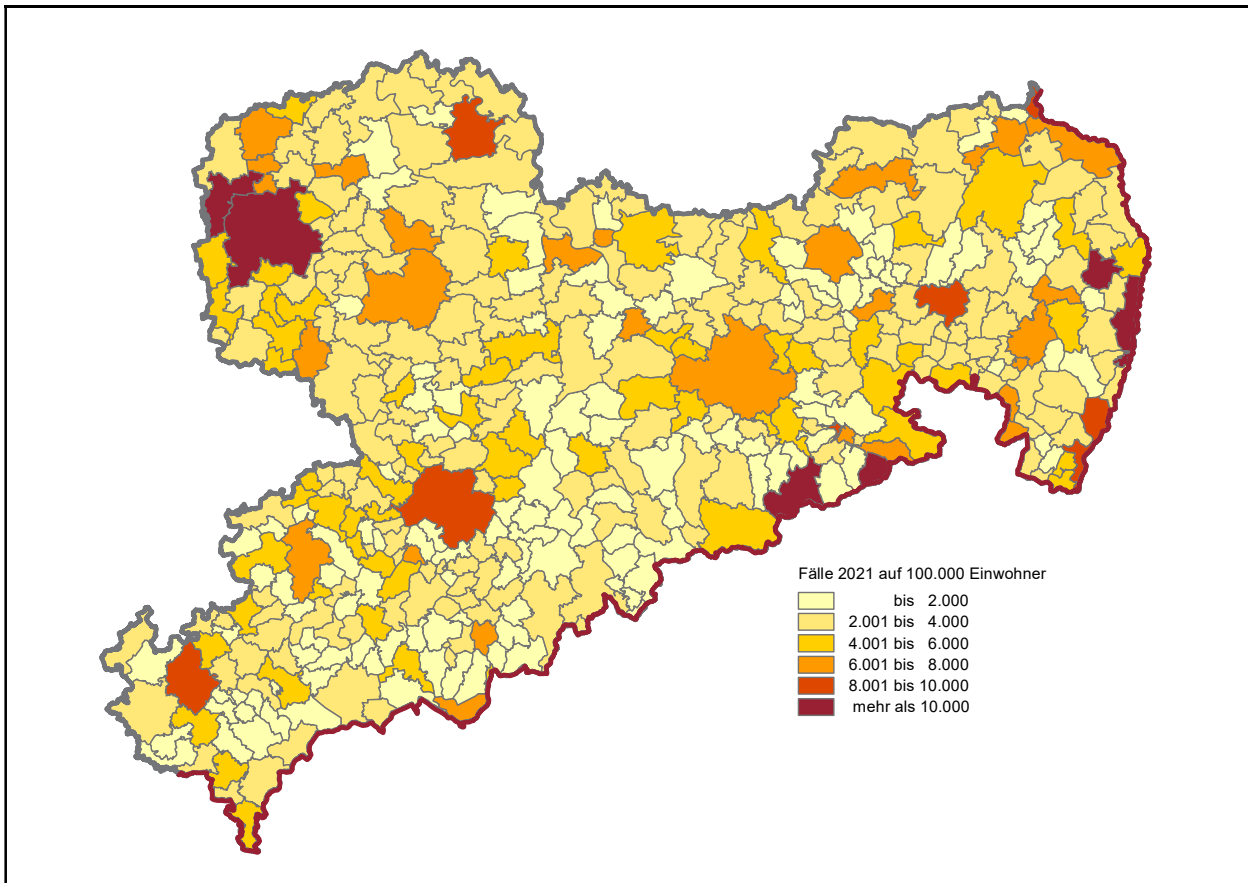 Fälle 2021 auf 100.000 Einwohner
bis 2.000
2.001 bis 4.000
4.001 bis 6.000
6.001 bis 8.000
8.001 bis 10.000
mehr als 10.000